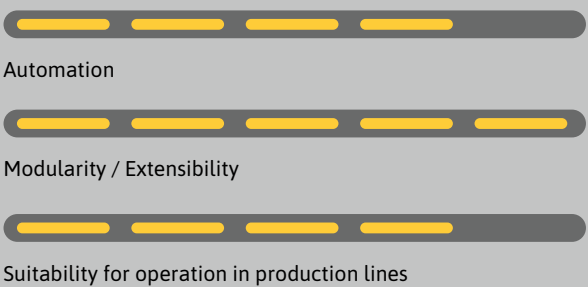 Automation
Modularity / Extensibility
Suitability for operation in production lines